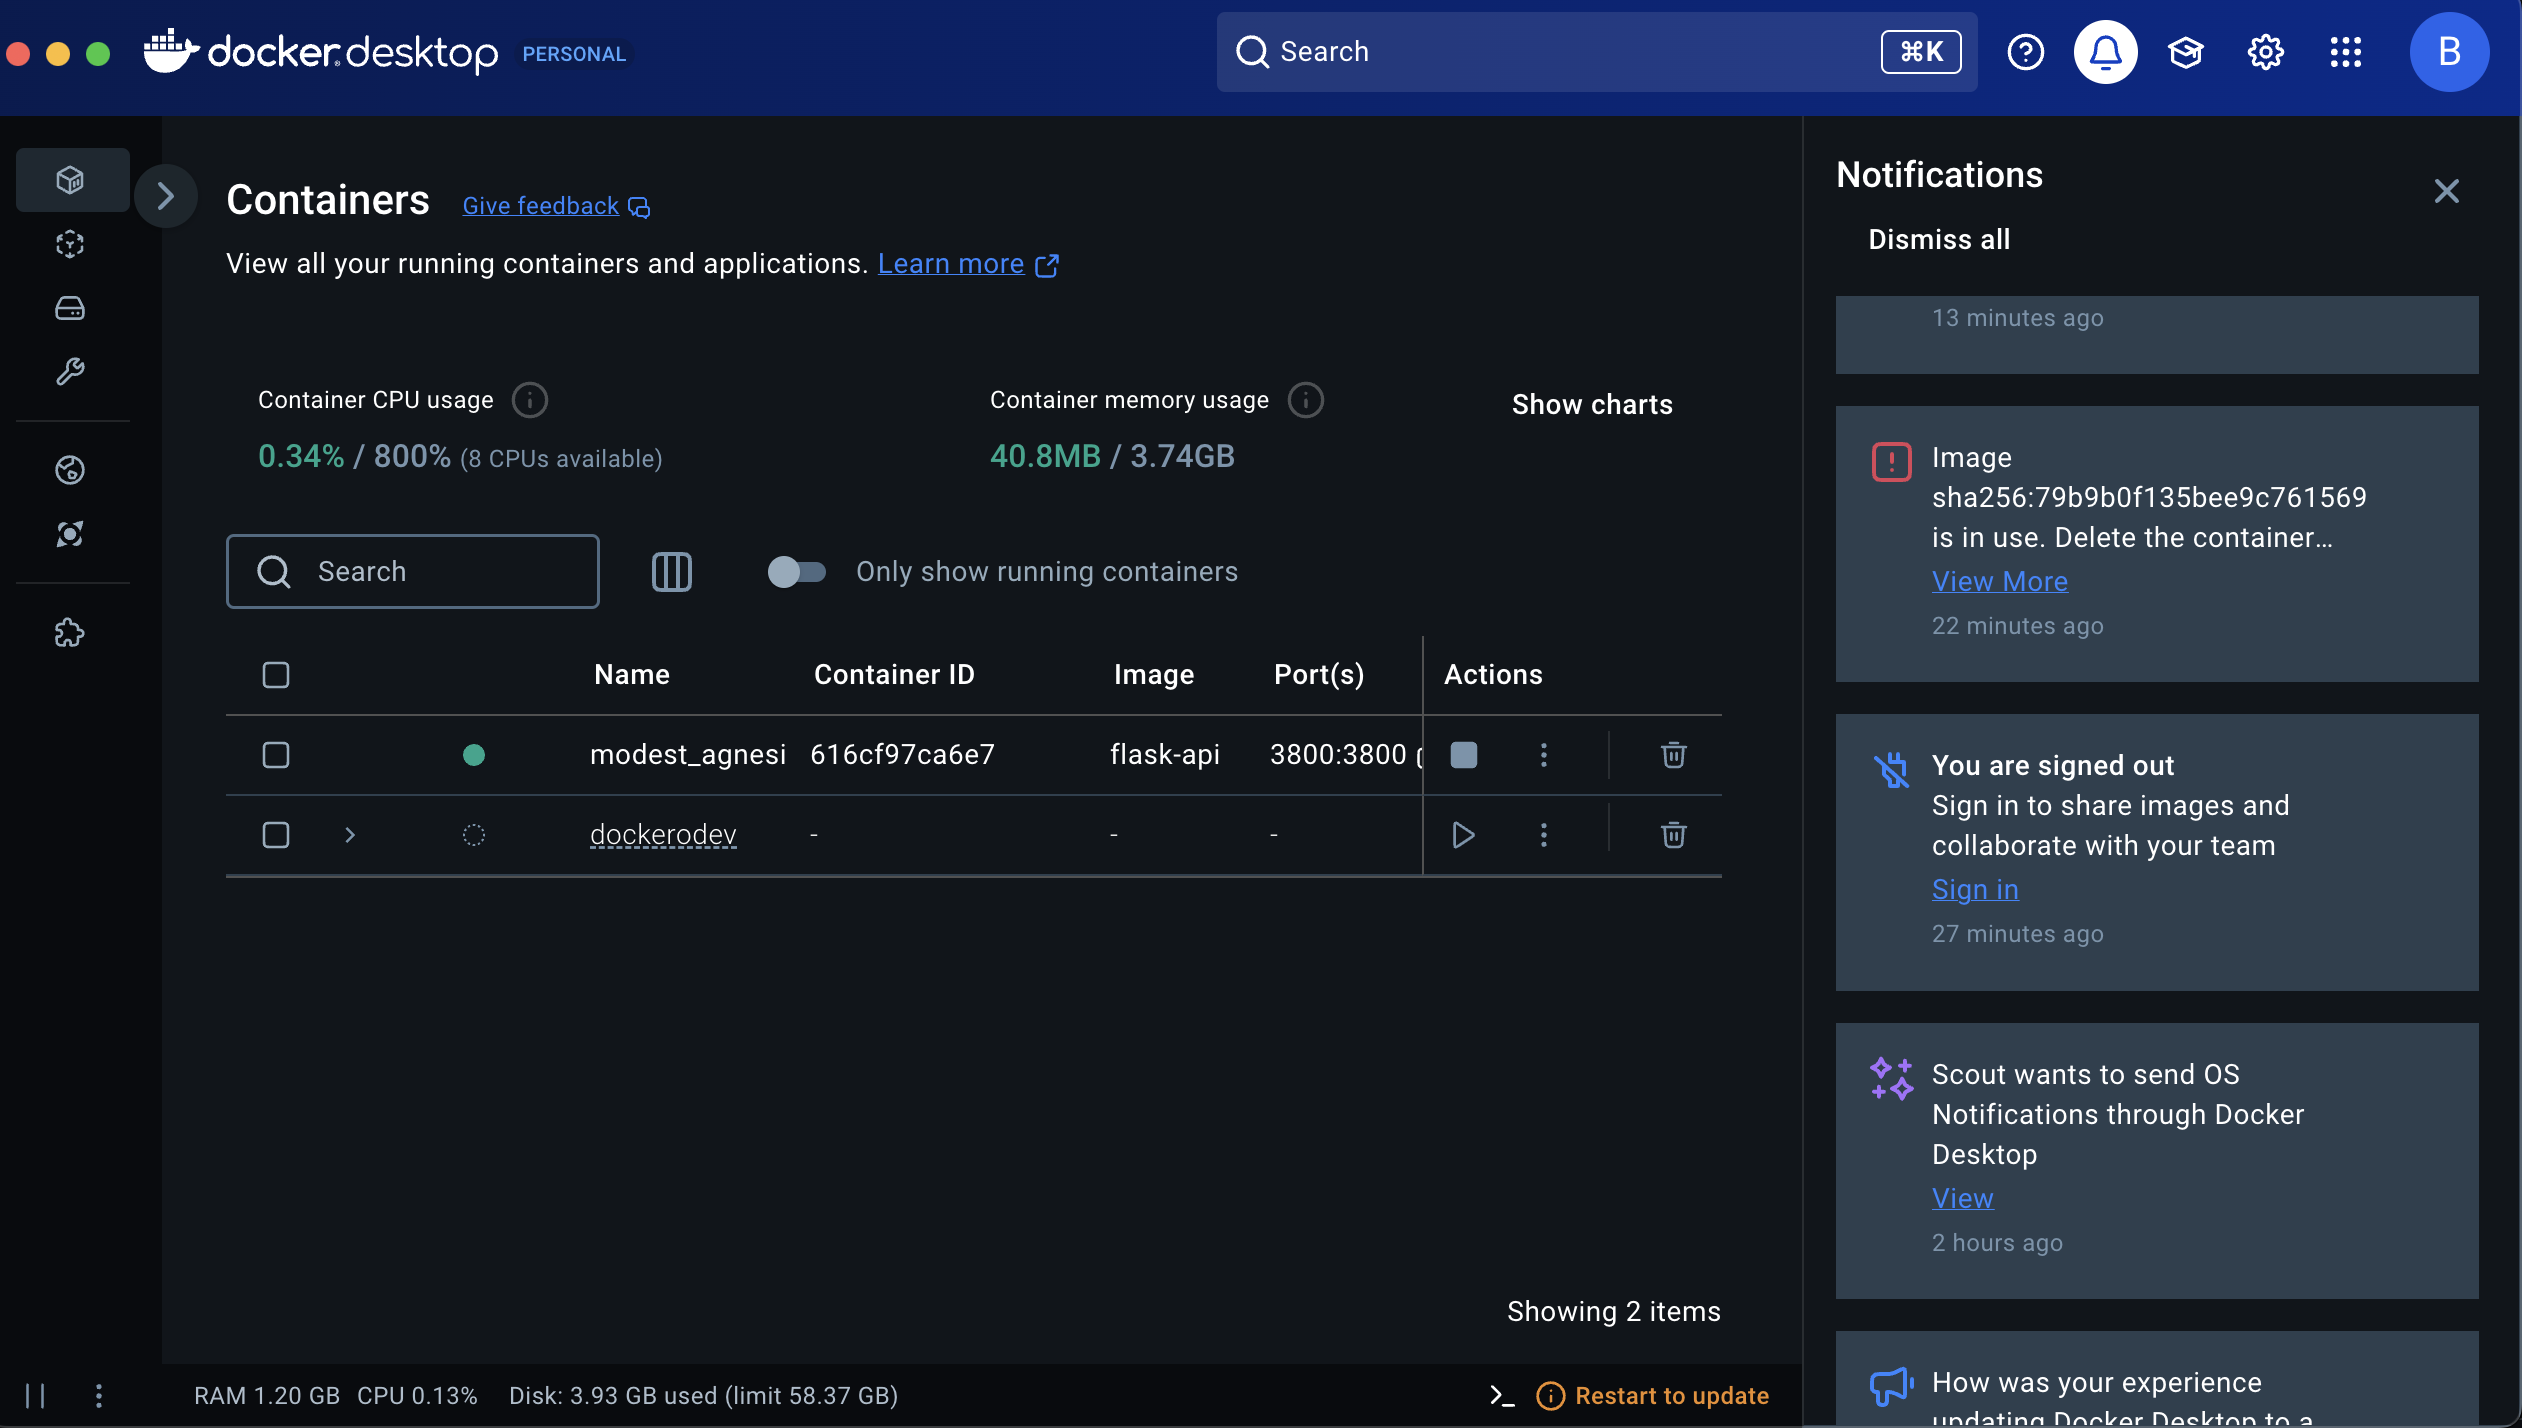 docker desktop PERSONAL
Search ⌘K
B
Containers Give feedback
View all your running containers and applications. Learn more
Container CPU usage
0.34% / 800% (8 CPUs available)
Container memory usage
40.8MB / 3.74GB
Show charts
Search
Only show running containers
Name Container ID Image Port(s) Actions
modest_agnesi 616cf97ca6e7 flask-api 3800:3800
dockerodev - - -
Showing 2 items
RAM 1.20 GB CPU 0.13% Disk: 3.93 GB used (limit 58.37 GB)
Restart to update
Notifications
Dismiss all
13 minutes ago
Image
sha256:79b9b0f135bee9c761569
is in use. Delete the container...
View More
22 minutes ago
You are signed out
Sign in to share images and
collaborate with your team
Sign in
27 minutes ago
Scout wants to send OS
Notifications through Docker
Desktop
View
2 hours ago
How was your experience
updating Docker Desktop to a